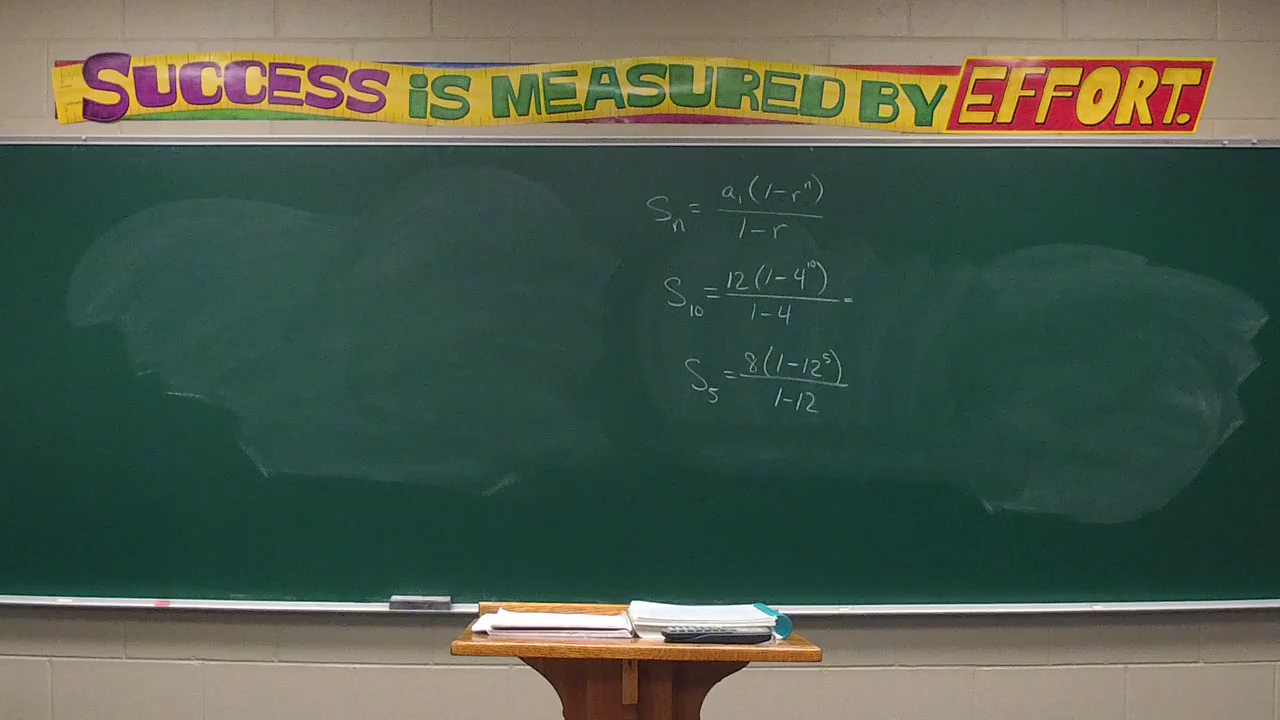 SUCCESS IS MEASURED BY EFFORT.
Sₙ = a₁(1-rⁿ) / 1-r
S₁₀ = 12(1-4¹⁰) / 1-4 =
S₅ = 8(1-12⁵) / 1-12